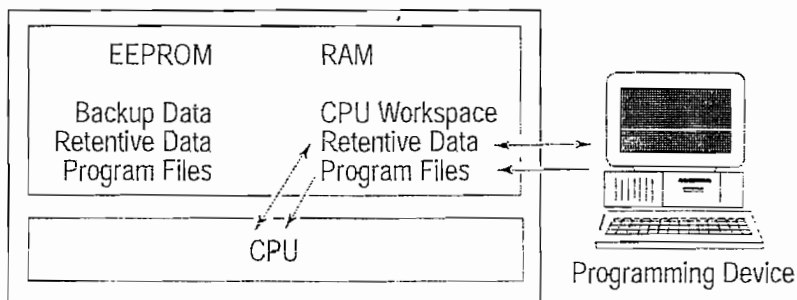 EEPROM RAM
Backup Data CPU Workspace
Retentive Data Retentive Data
Program Files Program Files
CPU
Programming Device